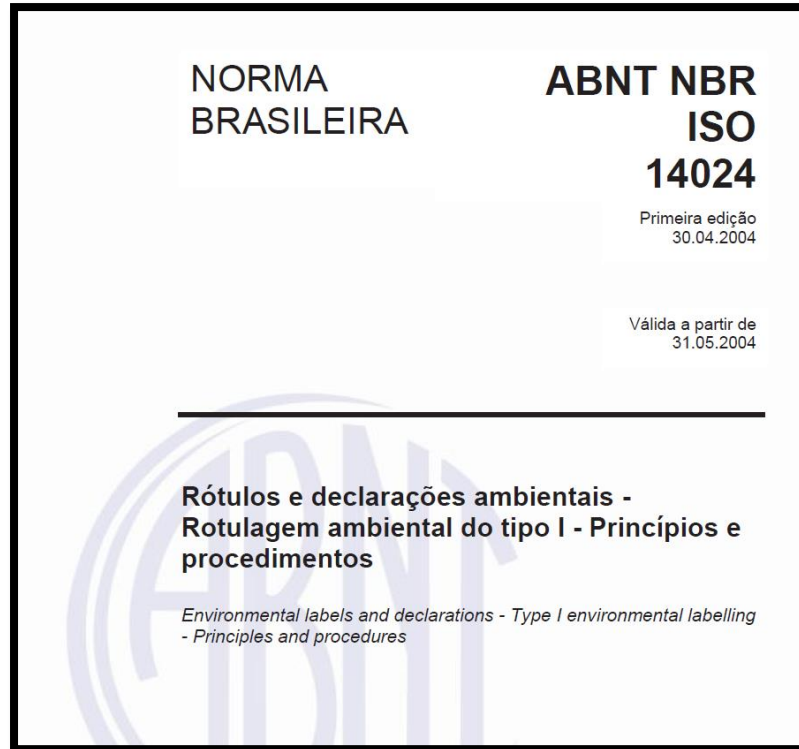 NORMA
BRASILEIRA
ABNT NBR
ISO
14024
Primeira edição
30.04.2004
Válida a partir de
31.05.2004
Rótulos e declarações ambientais -
Rotulagem ambiental do tipo I - Princípios e
procedimentos
Environmental labels and declarations - Type I environmental labelling
- Principles and procedures
ABNT